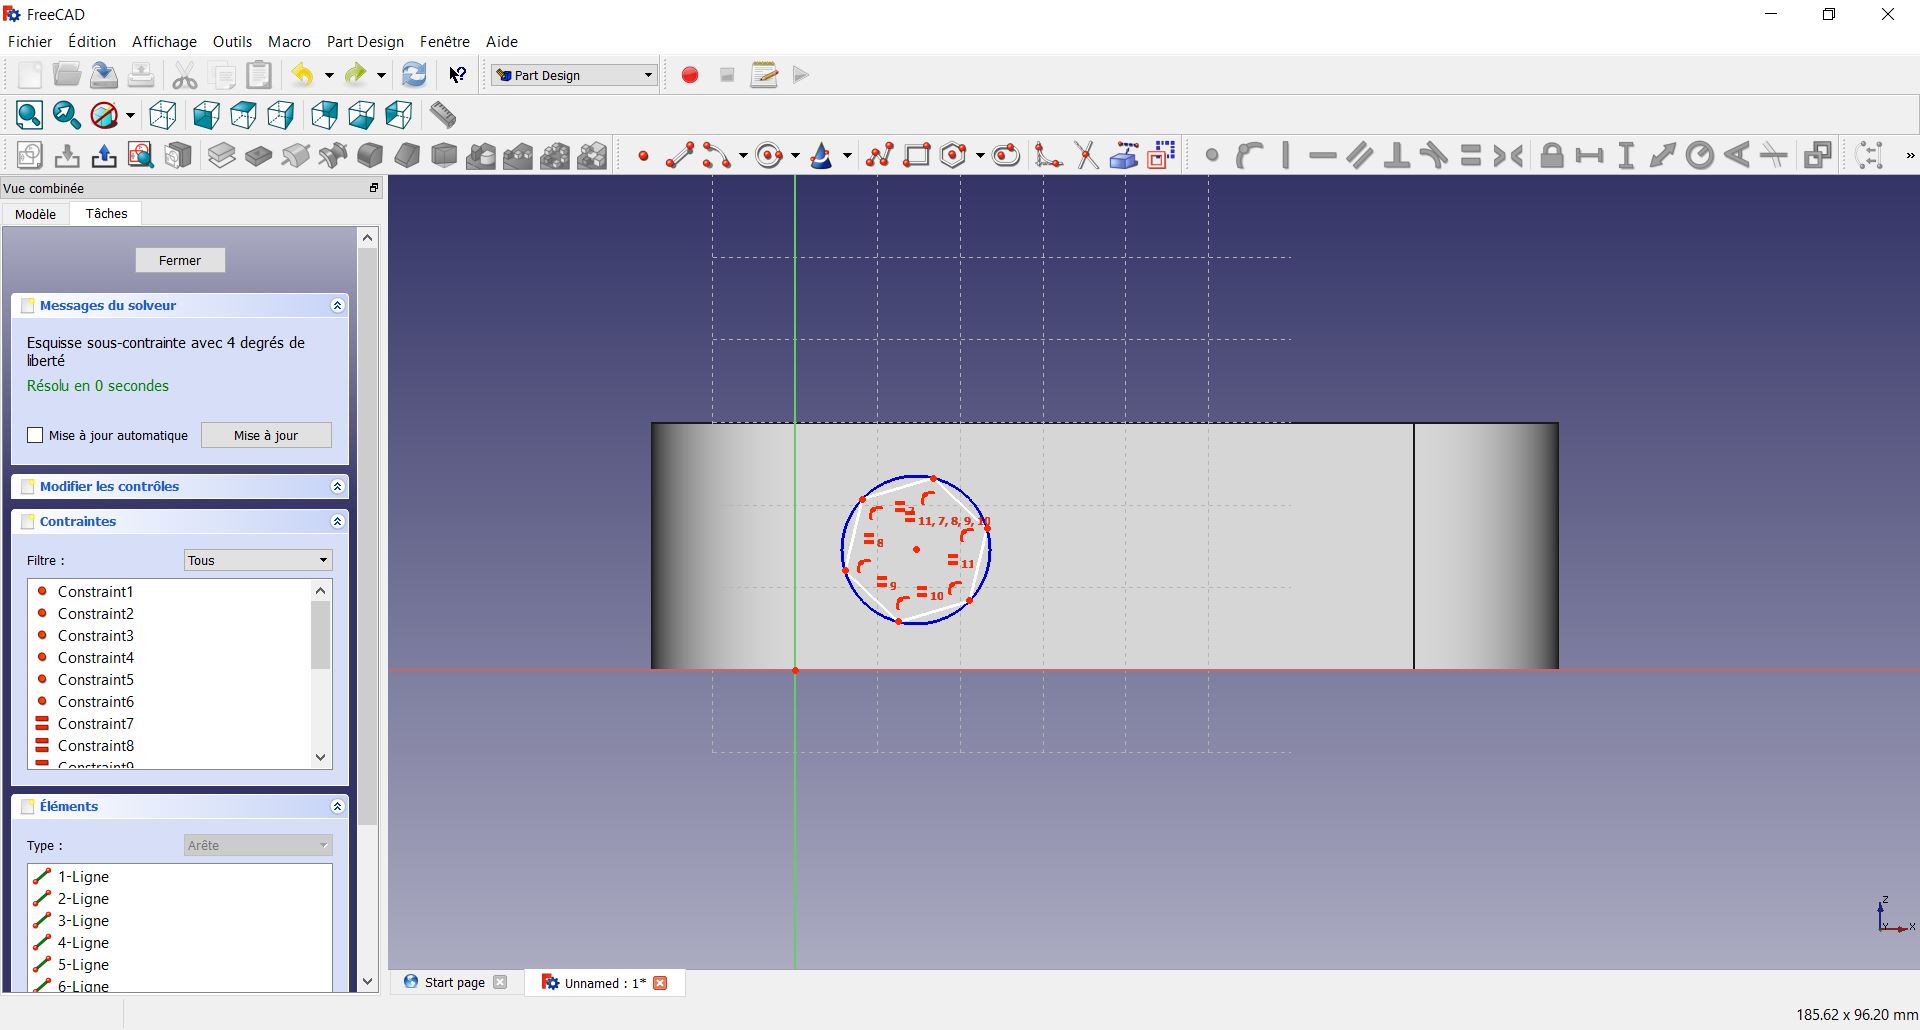 FreeCAD
Fichier Édition Affichage Outils Macro Part Design Fenêtre Aide
Part Design
Vue combinée
Modèle Tâches
Fermer
Messages du solveur
Esquisse sous-contrainte avec 4 degrés de
liberté
Résolu en 0 secondes
Mise à jour automatique Mise à jour
Modifier les contrôles
Contraintes
Filtre : Tous
Constraint1
Constraint2
Constraint3
Constraint4
Constraint5
Constraint6
Constraint7
Constraint8
Constraint9
Éléments
Type : Arête
1-Ligne
2-Ligne
3-Ligne
4-Ligne
5-Ligne
6-Ligne
11, 7, 8, 9, 10
8
11
9
10
Z
Y
X
Start page
Unnamed : 1*
185.62 x 96.20 mm